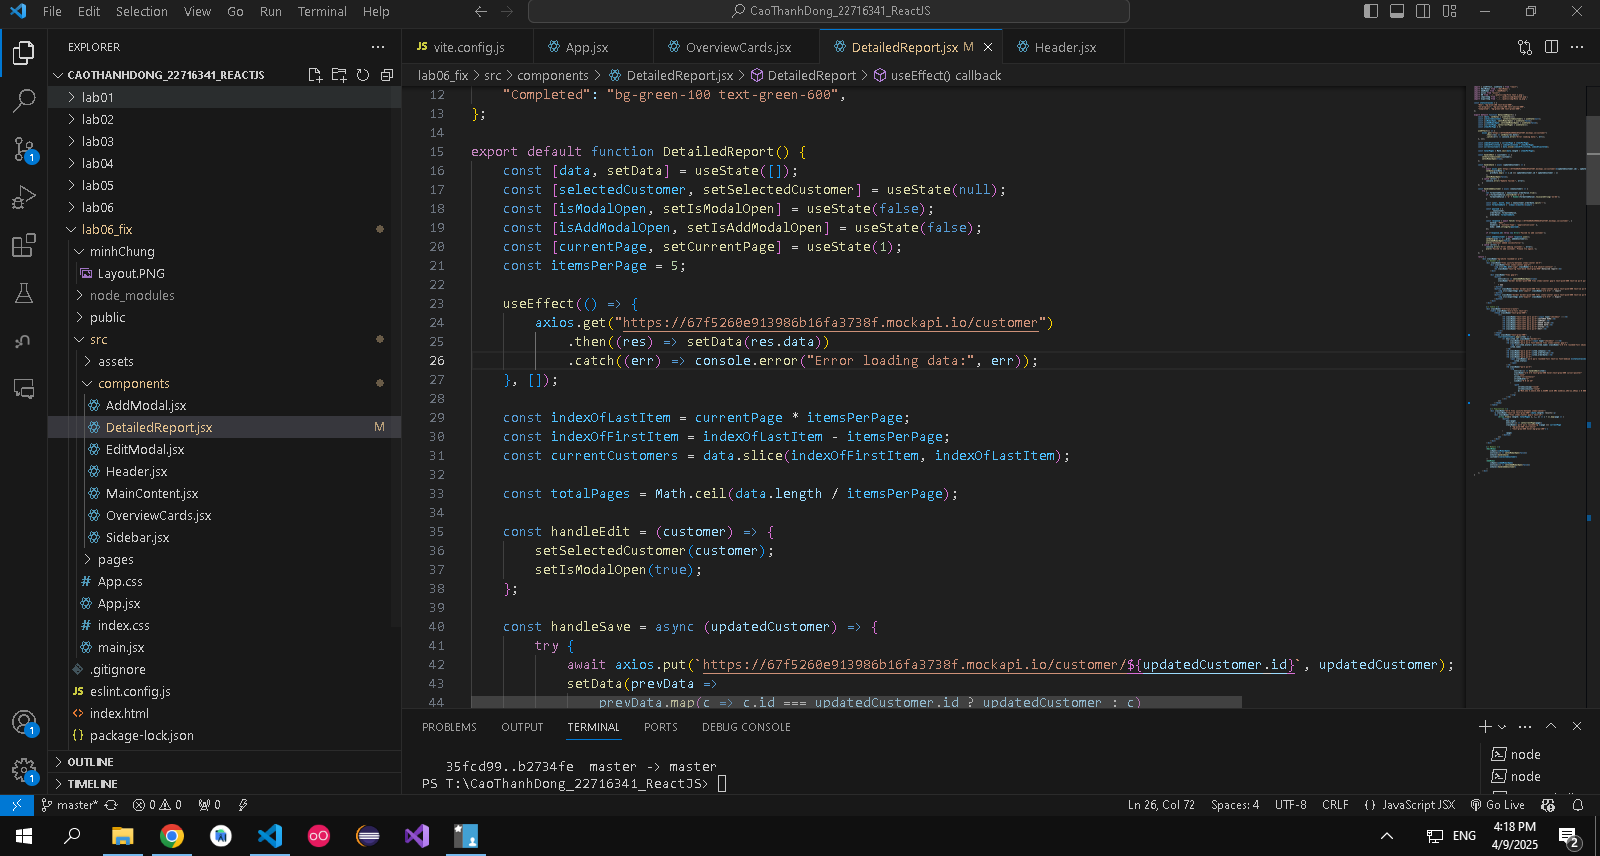 File Edit Selection View Go Run Terminal Help
CaoThanhDong_22716341_ReactJS
EXPLORER
CAOTHANHDONG_22716341_REACTJS
lab01
lab02
lab03
lab04
lab05
lab06
lab06_fix
minhChung
Layout.PNG
node_modules
public
src
assets
components
AddModal.jsx
DetailedReport.jsx M
EditModal.jsx
Header.jsx
MainContent.jsx
OverviewCards.jsx
Sidebar.jsx
pages
# App.css
App.jsx
# index.css
main.jsx
.gitignore
JS eslint.config.js
<> index.html
{} package-lock.json
OUTLINE
TIMELINE
JS vite.config.js
App.jsx
OverviewCards.jsx
DetailedReport.jsx M
Header.jsx
lab06_fix > src > components > DetailedReport.jsx > DetailedReport > useEffect() callback
12 "Completed": "bg-green-100 text-green-600",
13 };
14
15 export default function DetailedReport() {
16 const [data, setData] = useState([]);
17 const [selectedCustomer, setSelectedCustomer] = useState(null);
18 const [isModalOpen, setIsModalOpen] = useState(false);
19 const [isAddModalOpen, setIsAddModalOpen] = useState(false);
20 const [currentPage, setCurrentPage] = useState(1);
21 const itemsPerPage = 5;
22
23 useEffect(() => {
24 axios.get("https://67f5260e913986b16fa3738f.mockapi.io/customer")
25 .then((res) => setData(res.data))
26 .catch((err) => console.error("Error loading data:", err));
27 }, []);
28
29 const indexOfLastItem = currentPage * itemsPerPage;
30 const indexOfFirstItem = indexOfLastItem - itemsPerPage;
31 const currentCustomers = data.slice(indexOfFirstItem, indexOfLastItem);
32
33 const totalPages = Math.ceil(data.length / itemsPerPage);
34
35 const handleEdit = (customer) => {
36 setSelectedCustomer(customer);
37 setIsModalOpen(true);
38 };
39
40 const handleSave = async (updatedCustomer) => {
41 try {
42 await axios.put(`https://67f5260e913986b16fa3738f.mockapi.io/customer/${updatedCustomer.id}`, updatedCustomer);
43 setData(prevData =>
44 prevData.map(c => c.id === updatedCustomer.id ? updatedCustomer : c)
PROBLEMS OUTPUT TERMINAL PORTS DEBUG CONSOLE
35fcd99..b2734fe master -> master
PS T:\CaoThanhDong_22716341_ReactJS>
node
node
1
1
1
master* 0 0 0
Ln 26, Col 72 Spaces: 4 UTF-8 CRLF {} JavaScript JSX Go Live
ENG
4:18 PM
4/9/2025
2